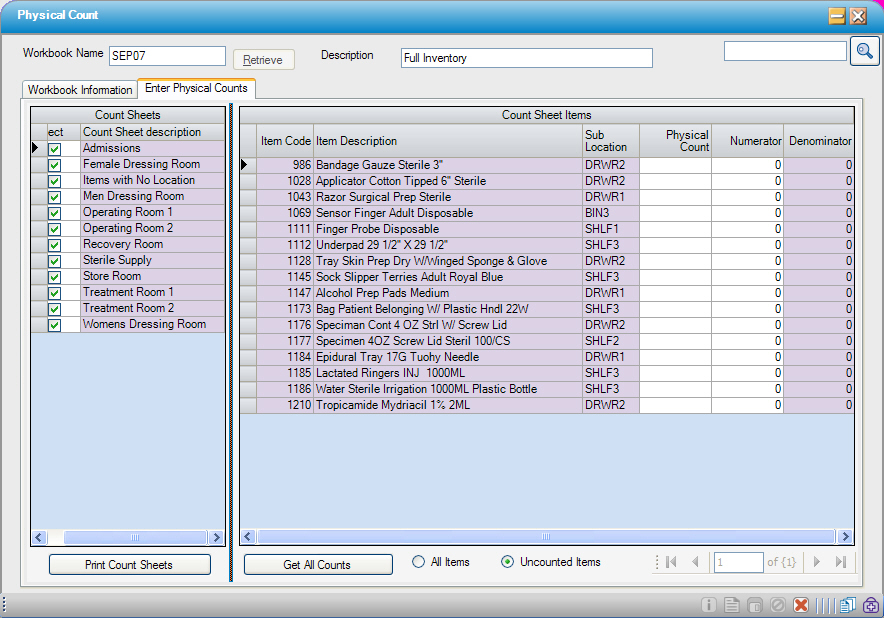 Physical Count
Workbook Name SEP07 Retrieve Description Full Inventory
Workbook Information Enter Physical Counts
Count Sheets
ect Count Sheet description
Admissions
Female Dressing Room
Items with No Location
Men Dressing Room
Operating Room 1
Operating Room 2
Recovery Room
Sterile Supply
Store Room
Treatment Room 1
Treatment Room 2
Womens Dressing Room
Print Count Sheets
Count Sheet Items
Item Code Item Description Sub Location Physical Count Numerator Denominator
986 Bandage Gauze Sterile 3" DRWR2 0 0
1028 Applicator Cotton Tipped 6" Sterile DRWR2 0 0
1043 Razor Surgical Prep Sterile DRWR1 0 0
1069 Sensor Finger Adult Disposable BIN3 0 0
1111 Finger Probe Disposable SHLF1 0 0
1112 Underpad 29 1/2" X 29 1/2" SHLF3 0 0
1128 Tray Skin Prep Dry W/Winged Sponge & Glove DRWR2 0 0
1145 Sock Slipper Terries Adult Royal Blue SHLF3 0 0
1147 Alcohol Prep Pads Medium DRWR1 0 0
1173 Bag Patient Belonging W/ Plastic Hndl 22W SHLF3 0 0
1176 Speciman Cont 4 OZ Strl W/ Screw Lid DRWR2 0 0
1177 Specimen 4OZ Screw Lid Steril 100/CS SHLF2 0 0
1184 Epidural Tray 17G Tuohy Needle DRWR1 0 0
1185 Lactated Ringers INJ 1000ML SHLF3 0 0
1186 Water Sterile Irrigation 1000ML Plastic Bottle SHLF3 0 0
1210 Tropicamide Mydriacil 1% 2ML DRWR2 0 0
Get All Counts All Items Uncounted Items 1 of {1}